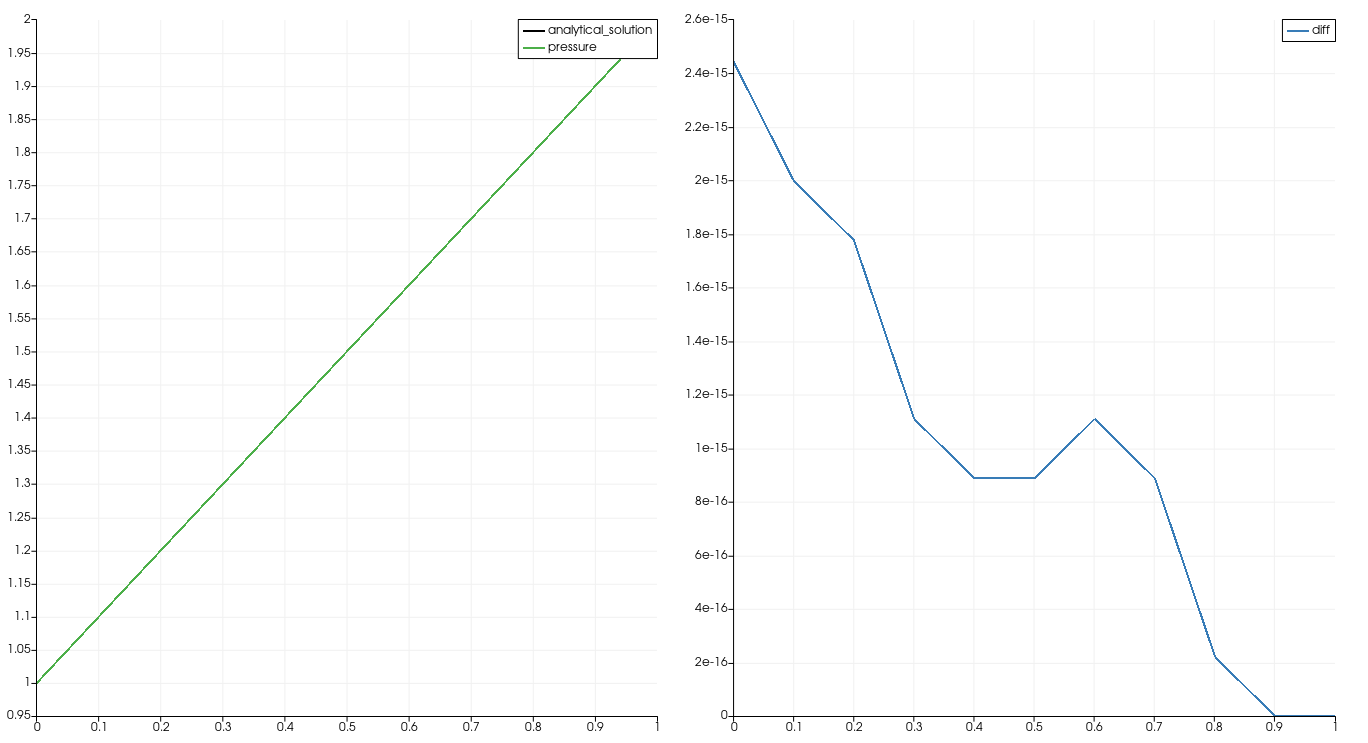 2
analytical_solution
pressure
1.95
1.9
1.85
1.8
1.75
1.7
1.65
1.6
1.55
1.5
1.45
1.4
1.35
1.3
1.25
1.2
1.15
1.1
1.05
1
0.95
0 0.1 0.2 0.3 0.4 0.5 0.6 0.7 0.8 0.9 1
2.6e-15
diff
2.4e-15
2.2e-15
2e-15
1.8e-15
1.6e-15
1.4e-15
1.2e-15
1e-15
8e-16
6e-16
4e-16
2e-16
0
0 0.1 0.2 0.3 0.4 0.5 0.6 0.7 0.8 0.9 1